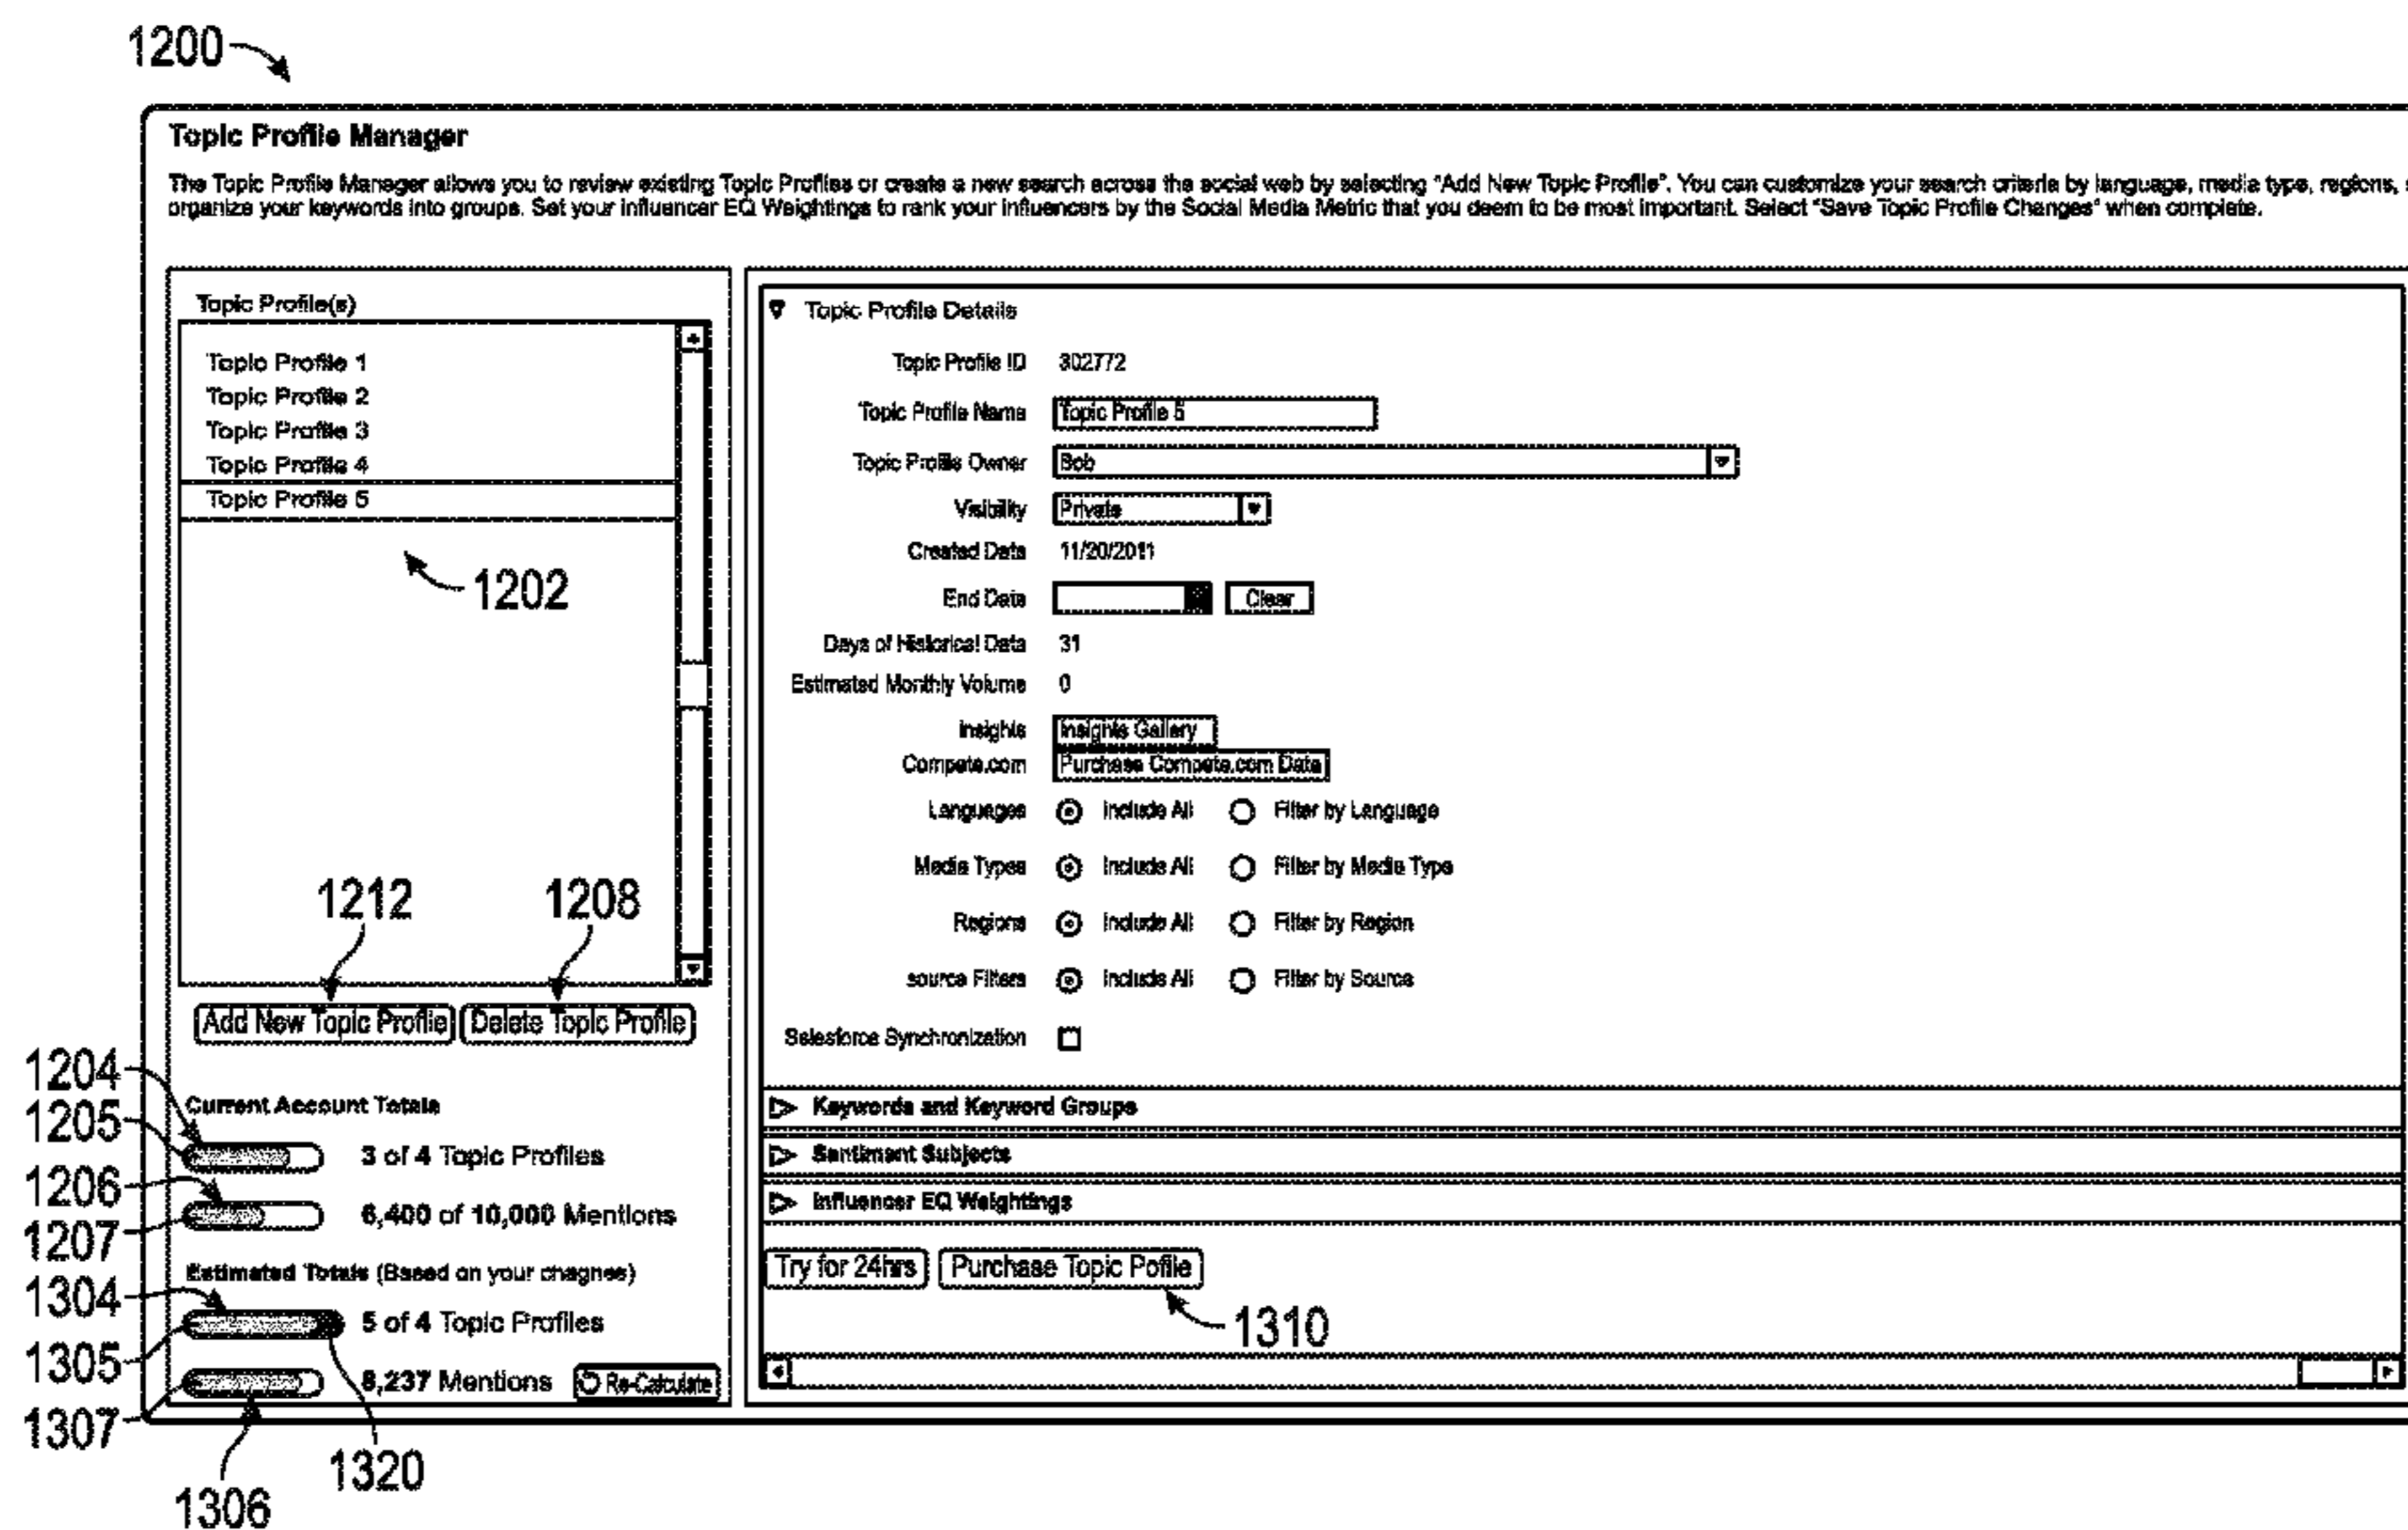 1200
Topic Profile Manager
The Topic Profile Manager allows you to review existing Topic Profiles or create a new search across the social web by selecting "Add New Topic Profile". You can customize your search criteria by language, media type, regions,
organize your keywords into groups. Set your influencer EQ Weightings to rank your influencers by the Social Media Metric that you deem to be most important. Select "Save Topic Profile Changes" when complete.
Topic Profile(s)
Topic Profile 1
Topic Profile 2
Topic Profile 3
Topic Profile 4
Topic Profile 5
1202
1212 1208
Add New Topic Profile Delete Topic Profile
1204
Current Account Totals
1205
3 of 4 Topic Profiles
1206
6,400 of 10,000 Mentions
1207
Estimated Totals (Based on your chagnes)
1304
5 of 4 Topic Profiles
1305
8,237 Mentions Re-Calculate
1307
1320
1306
Topic Profile Details
Topic Profile ID 302772
Topic Profile Name Topic Profile 5
Topic Profile Owner Bob
Visibility Private
Created Date 11/20/2011
End Date Clear
Days of Historical Data 31
Estimated Monthly Volume 0
Insights Insights Gallery
Compete.com Purchase Compete.com Data
Languages Include All Filter by Language
Media Types Include All Filter by Media Type
Regions Include All Filter by Region
source Filters Include All Filter by Source
Salesforce Synchronization
Keywords and Keyword Groups
Sentiment Subjects
Influencer EQ Weightings
Try for 24hrs Purchase Topic Pofile
1310